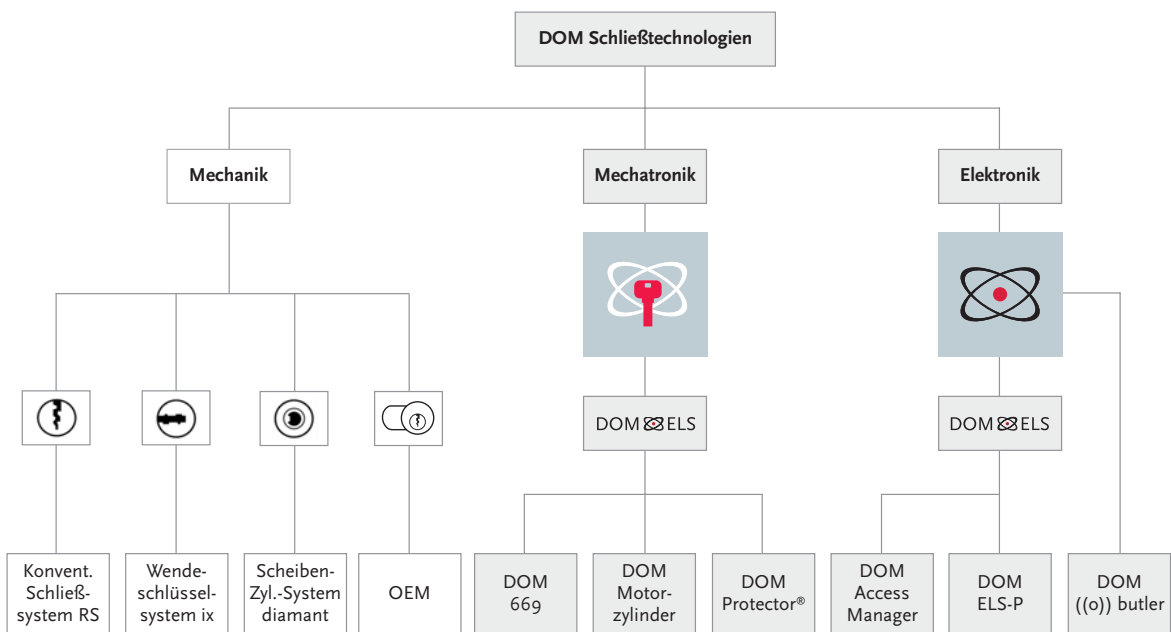 DOM Schließtechnologien
Mechanik
Mechatronik
Elektronik
DOM ELS
DOM ELS
Konvent.
Schließ-
system RS
Wende-
schlüssel-
system ix
Scheiben-
Zyl.-System
diamant
OEM
DOM
669
DOM
Motor-
zylinder
DOM
Protector®
DOM
Access
Manager
DOM
ELS-P
DOM
((o)) butler